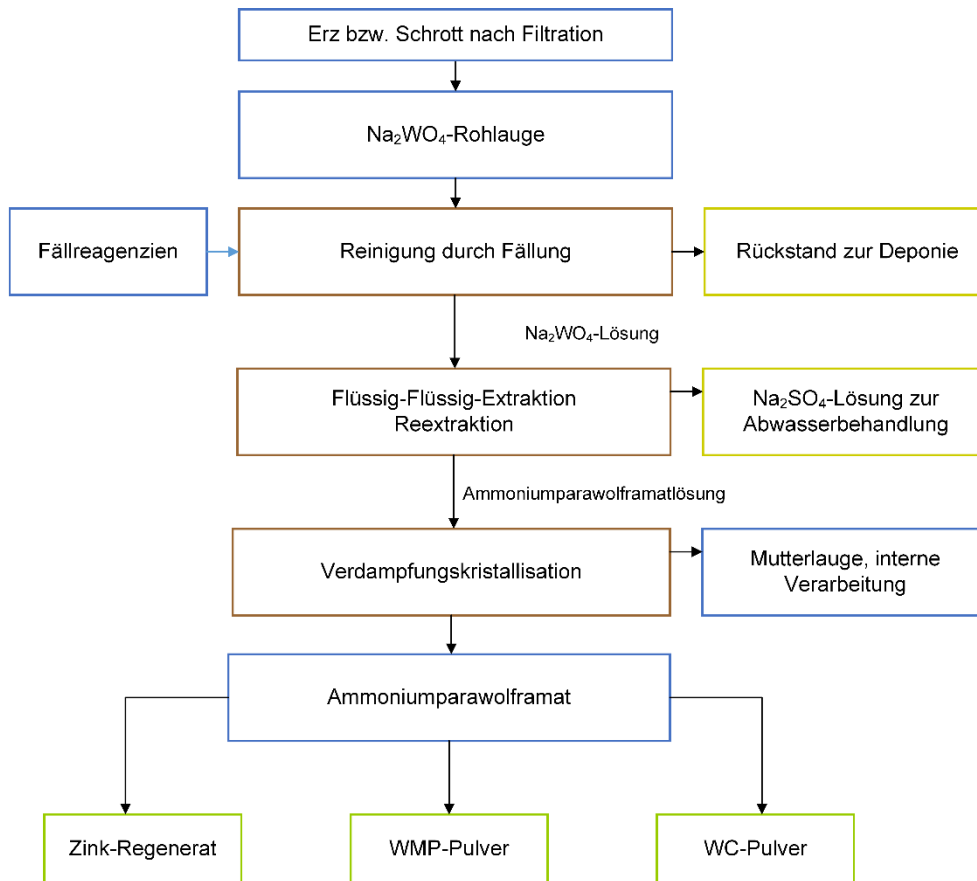 Erz bzw. Schrott nach Filtration
Na₂WO₄-Rohlauge
Fällreagenzien
Reinigung durch Fällung
Rückstand zur Deponie
Na₂WO₄-Lösung
Flüssig-Flüssig-Extraktion
Reextraktion
Na₂SO₄-Lösung zur
Abwasserbehandlung
Ammoniumparawolframatlösung
Verdampfungskristallisation
Mutterlauge, interne
Verarbeitung
Ammoniumparawolframat
Zink-Regenerat
WMP-Pulver
WC-Pulver